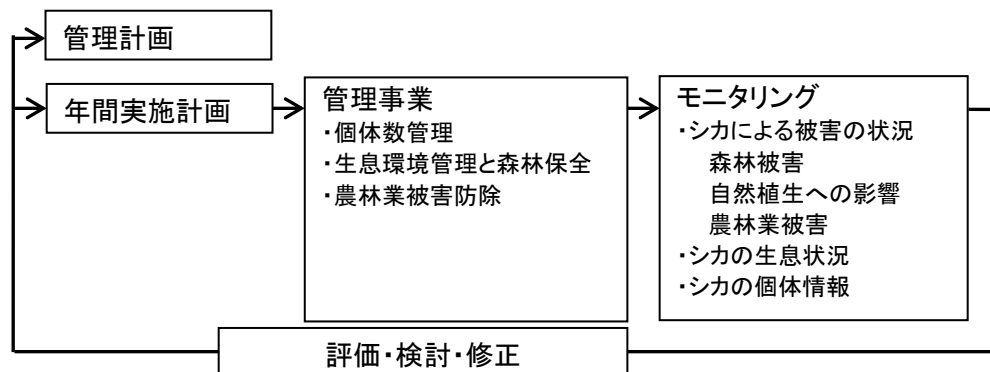 管理計画
年間実施計画
管理事業
・個体数管理
・生息環境管理と森林保全
・農林業被害防除
モニタリング
・シカによる被害の状況
森林被害
自然植生への影響
農林業被害
・シカの生息状況
・シカの個体情報
評価・検討・修正